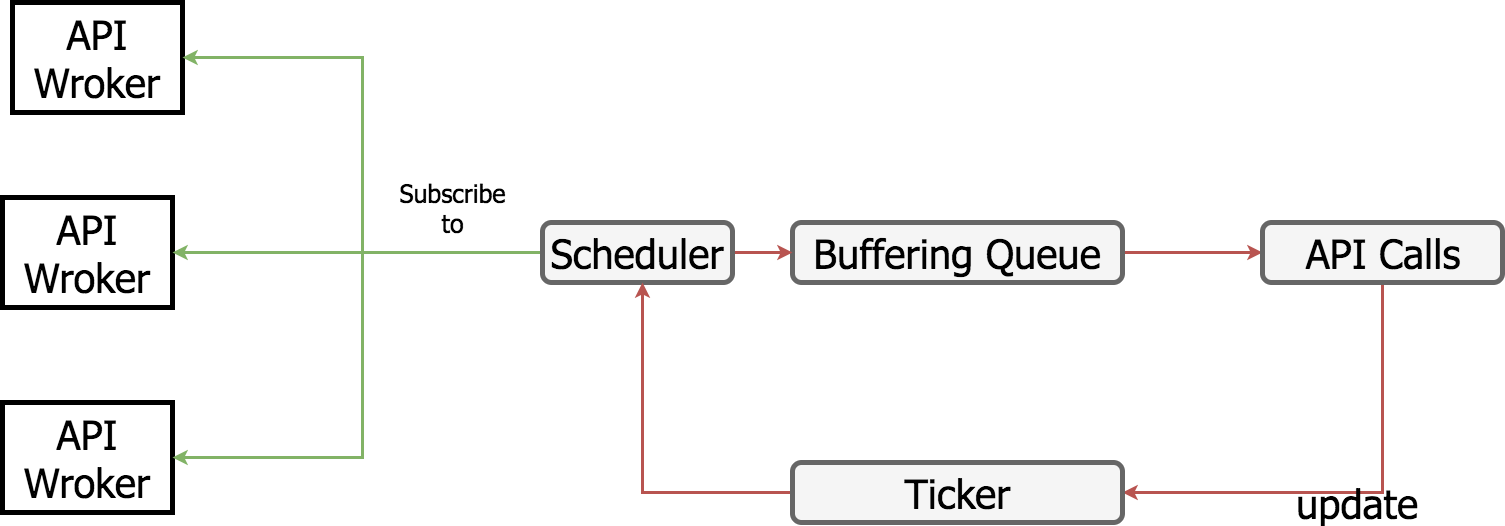 API
Wroker
Subscribe
to
API
Wroker
Scheduler
Buffering Queue
API Calls
API
Wroker
Ticker
update